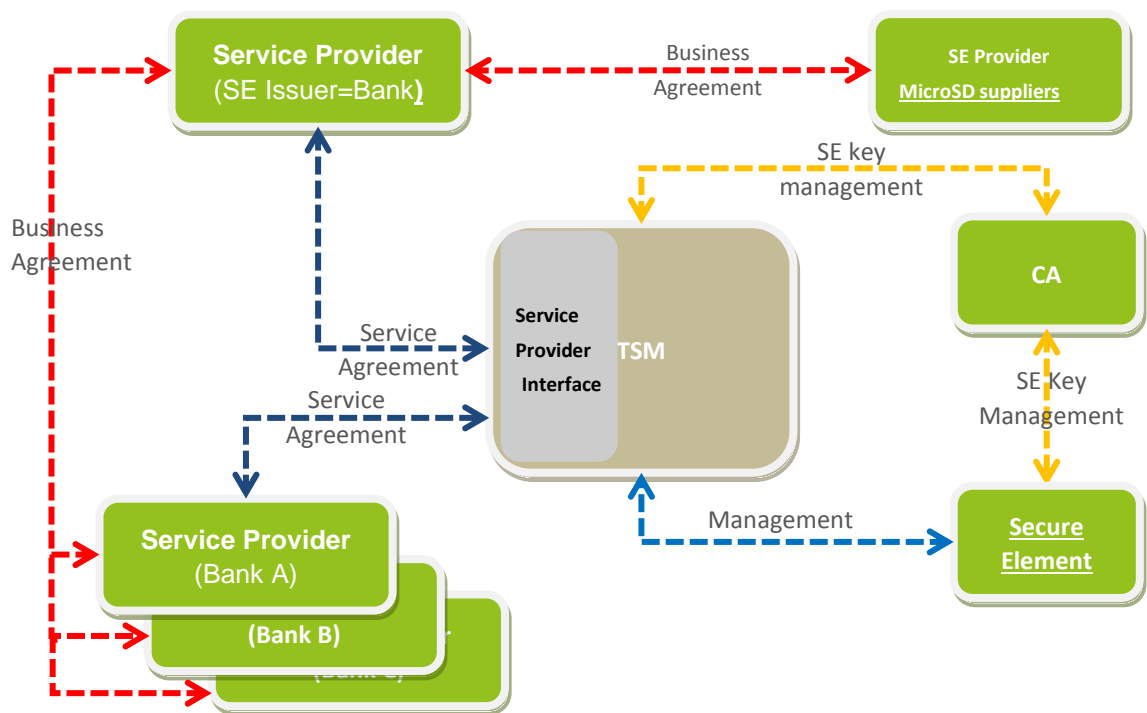 Service Provider
(SE Issuer=Bank)
Business
Agreement
SE Provider
MicroSD suppliers
SE key
management
Business
Agreement
CA
Service
Provider
Interface
TSM
Service
Agreement
Service
Agreement
SE Key
Management
Management
Secure
Element
Service Provider
(Bank A)
(Bank B)